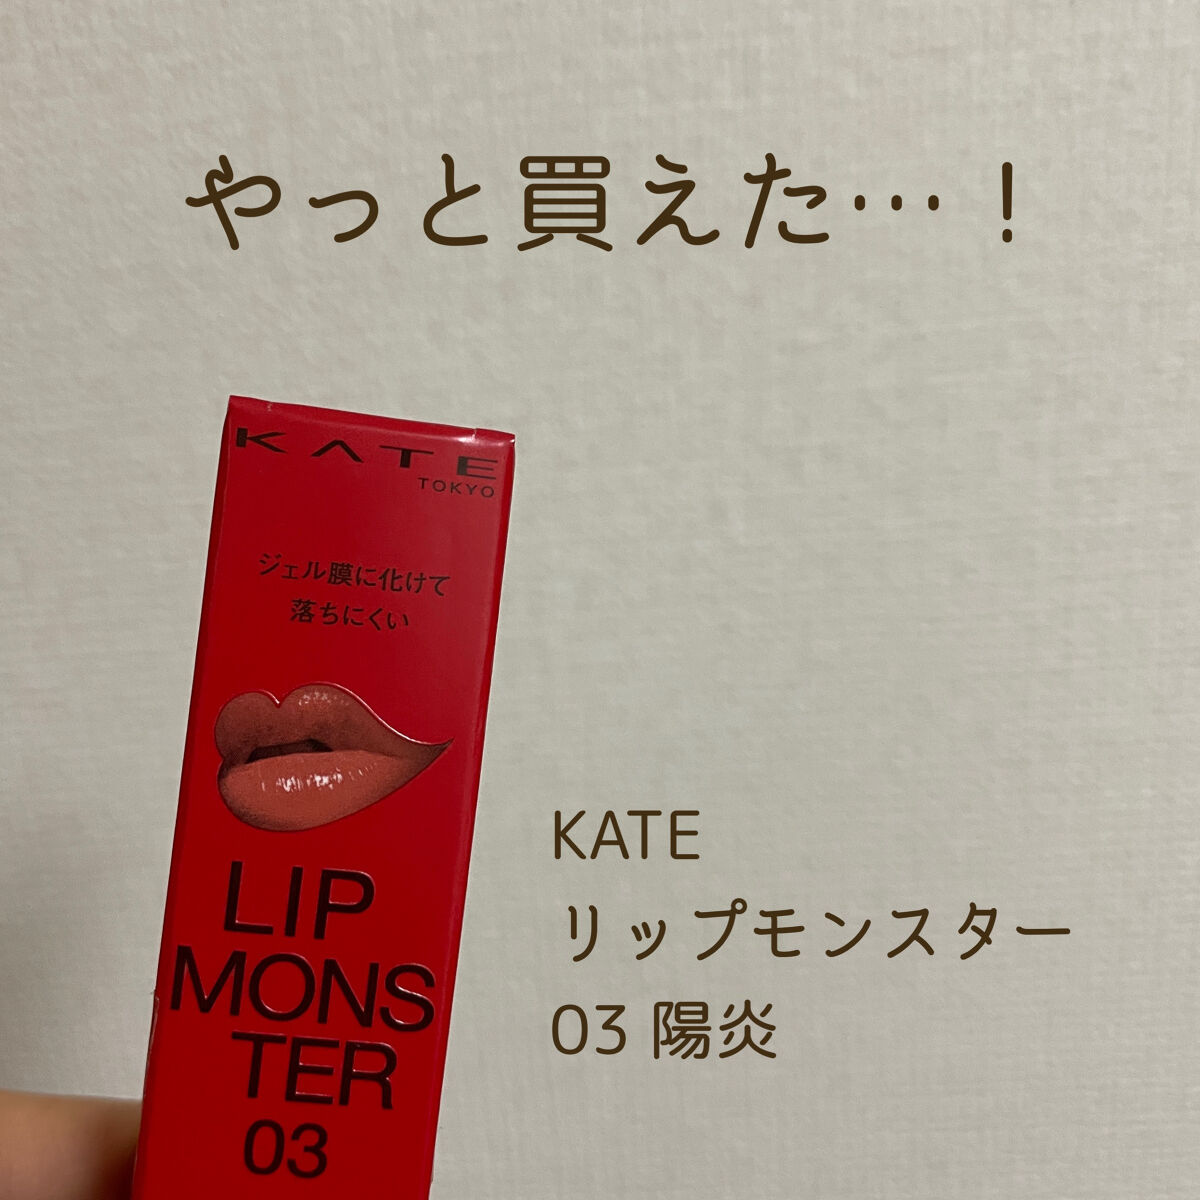 やっと買えた…！
KATE
TOKYO
ジェル膜に化けて
落ちにくい
LIP
MONS
TER
03
KATE
リップモンスター
03 陽炎